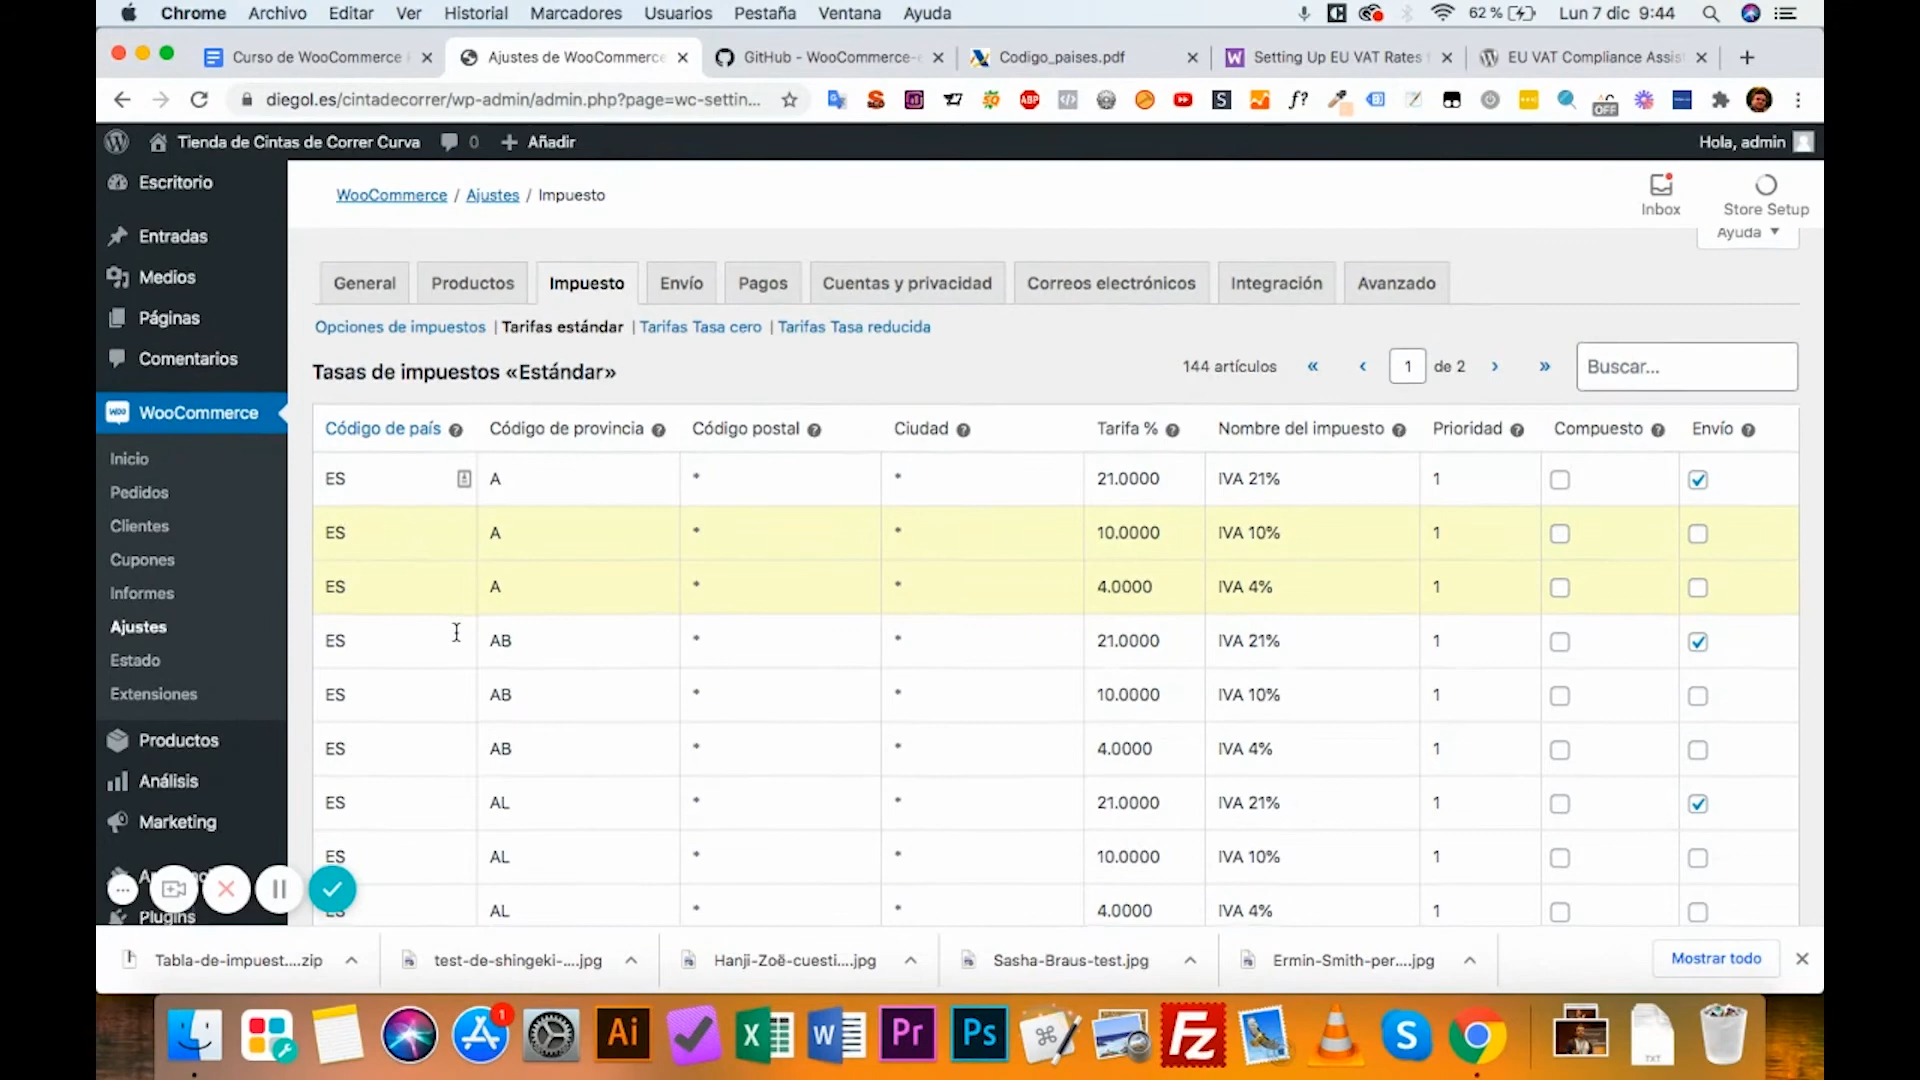 Chrome Archivo Editar Ver Historial Marcadores Usuarios Pestaña Ventana Ayuda 62 % Lun 7 dic 9:44
Curso de WooCommerce Ajustes de WooCommerce GitHub - WooCommerce- Codigo_paises.pdf Setting Up EU VAT Rates EU VAT Compliance Assis
diegol.es/cintadecorrer/wp-admin/admin.php?page=wc-settin... ABP S f? OFF
Tienda de Cintas de Correr Curva 0 + Añadir Hola, admin
Escritorio
Entradas
Medios
Páginas
Comentarios
WooCommerce
Inicio
Pedidos
Clientes
Cupones
Informes
Ajustes
Estado
Extensiones
Productos
Análisis
Marketing
Plugins
WooCommerce / Ajustes / Impuesto
Inbox
Store Setup
Ayuda
General Productos Impuesto Envío Pagos Cuentas y privacidad Correos electrónicos Integración Avanzado
Opciones de impuestos | Tarifas estándar | Tarifas Tasa cero | Tarifas Tasa reducida
Tasas de impuestos «Estándar»
144 artículos « ‹ 1 de 2 › » Buscar...
Código de país Código de provincia Código postal Ciudad Tarifa % Nombre del impuesto Prioridad Compuesto Envío
ES A * * 21.0000 IVA 21% 1
ES A * * 10.0000 IVA 10% 1
ES A * * 4.0000 IVA 4% 1
ES AB * * 21.0000 IVA 21% 1
ES AB * * 10.0000 IVA 10% 1
ES AB * * 4.0000 IVA 4% 1
ES AL * * 21.0000 IVA 21% 1
ES AL * * 10.0000 IVA 10% 1
ES AL * * 4.0000 IVA 4% 1
Tabla-de-impuest....zip test-de-shingeki-....jpg Hanji-Zoë-cuesti....jpg Sasha-Braus-test.jpg Ermin-Smith-per....jpg Mostrar todo
1 Ai Pr Ps Fz S TXT